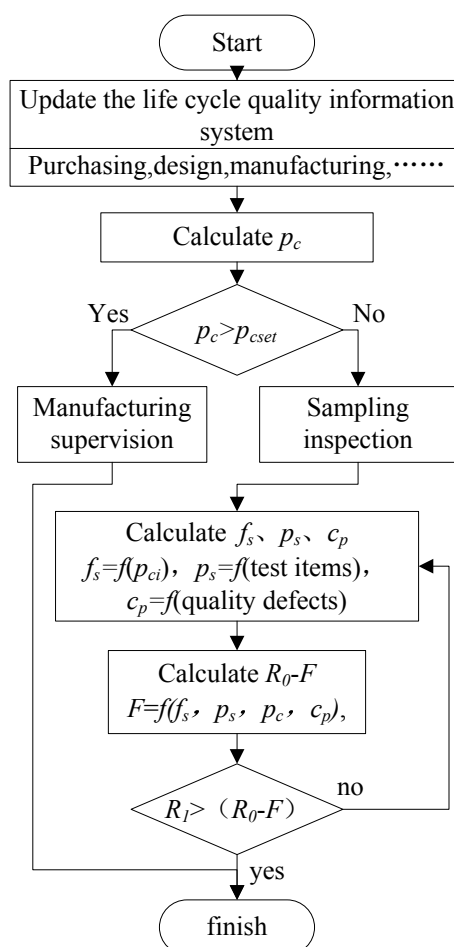 Start
Update the life cycle quality information
system
Purchasing,design,manufacturing,……
Calculate p_c
Yes
No
p_c>p_cset
Manufacturing
supervision
Sampling
inspection
Calculate f_s、p_s、c_p
f_s=f(p_ci)，p_s=f(test items)，
c_p=f(quality defects)
Calculate R_0-F
F=f(f_s，p_s，p_c，c_p),
no
R_1>（R_0-F）
yes
finish